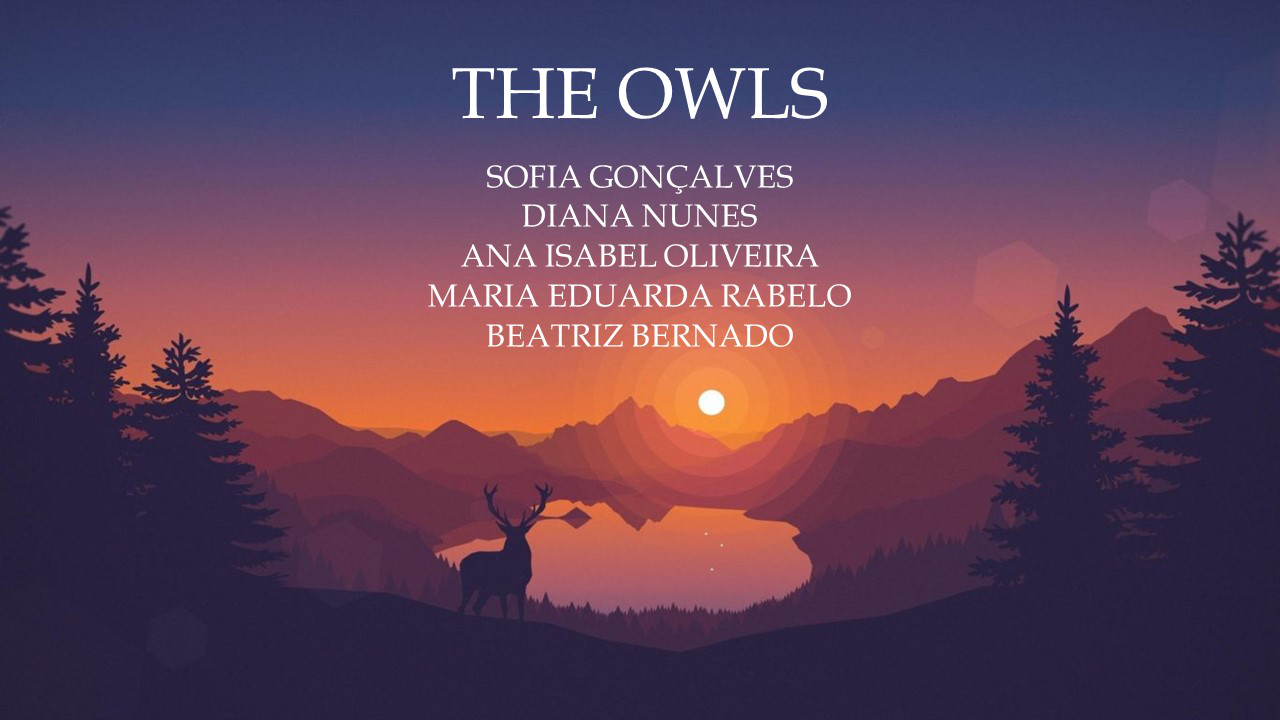 THE OWLS
SOFIA GONÇALVES
DIANA NUNES
ANA ISABEL OLIVEIRA
MARIA EDUARDA RABELO
BEATRIZ BERNADO